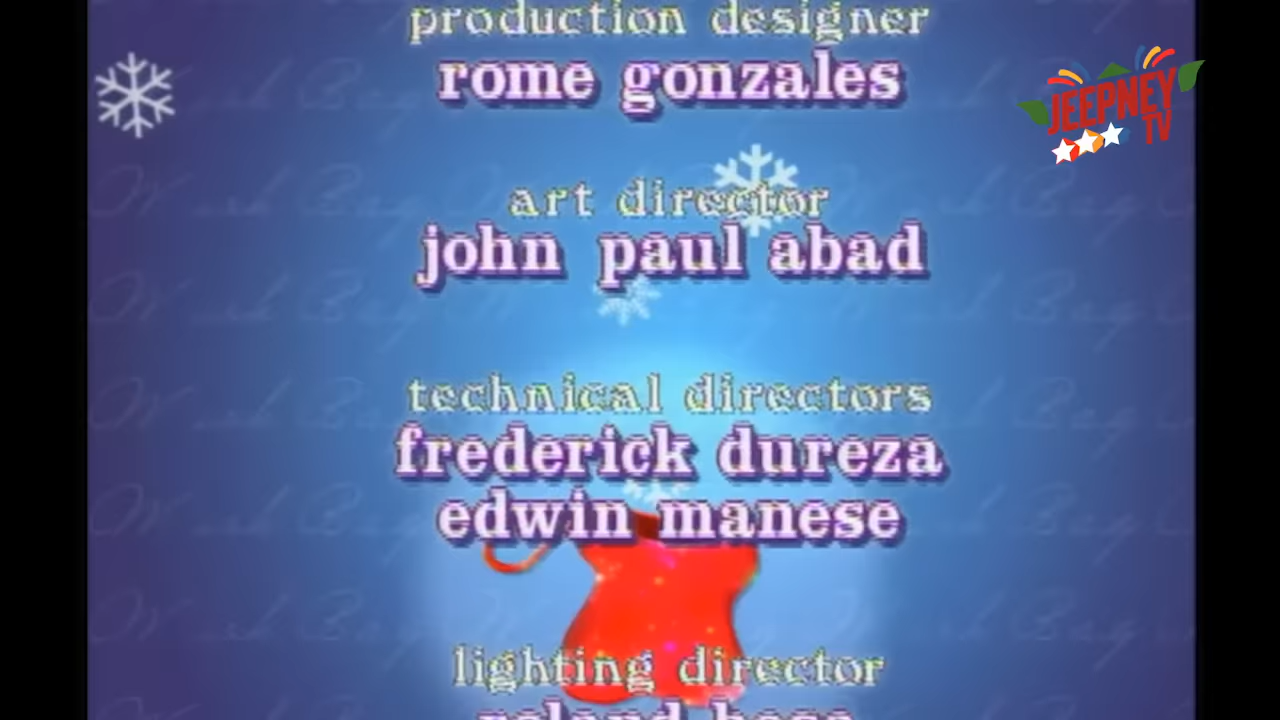 production designer
rome gonzales
JEEPNEY
TV
art director
john paul abad
technical directors
frederick dureza
edwin manese
lighting director